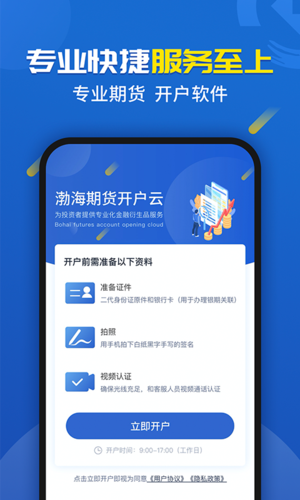 专业快捷服务至上
专业期货 开户软件
渤海期货开户云
为投资者提供专业化金融衍生品服务
Bohai futures account opening cloud
开户前需准备以下资料
准备证件
二代身份证原件和银行卡（用于办理银期关联）
拍照
用手机拍下白纸黑字手写的签名
视频认证
确保光线充足，和客服人员视频通话认证
立即开户
开户时间：9:00-17:00（工作日）
点击立即开户即视为同意《用户协议》《隐私政策》